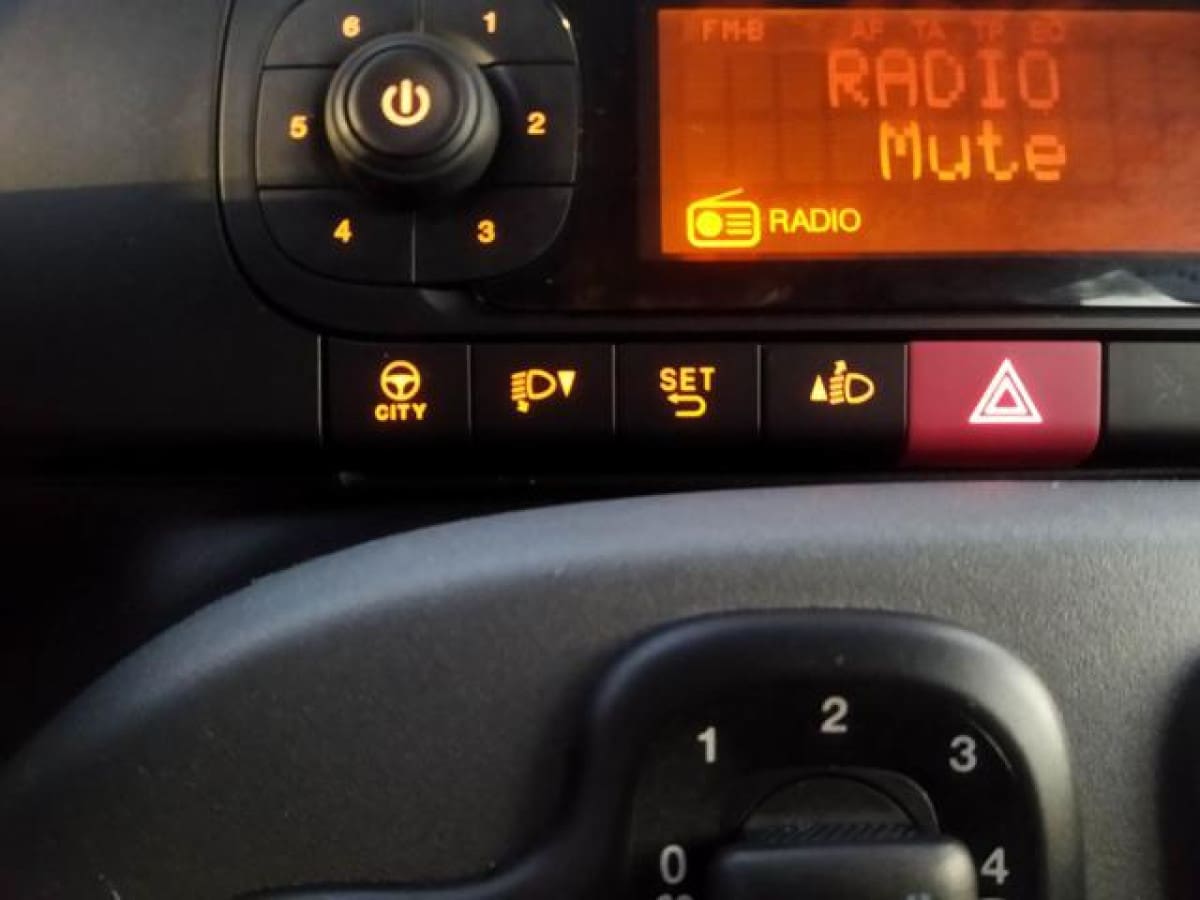 6 1
5 2
4 3
FM-B AF TA TP EQ
RADIO
Mute
RADIO
CITY
SET
1 2 3
0 4